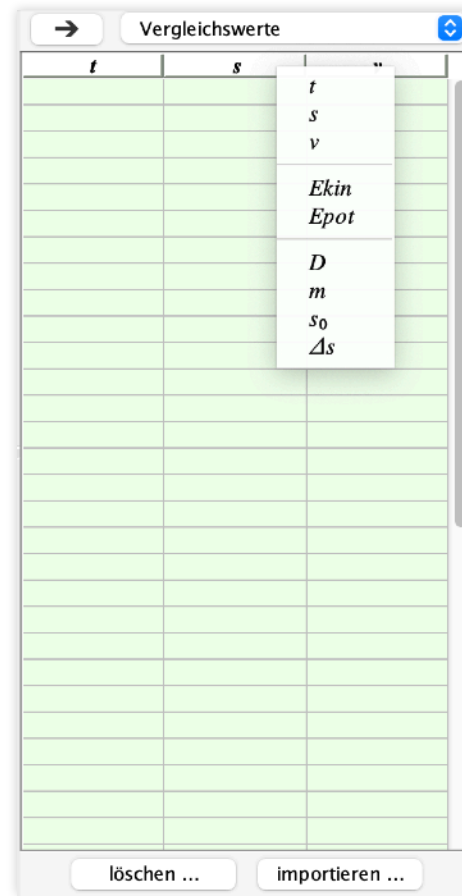 → Vergleichswerte
t s v
t
s
v
Ekin
Epot
D
m
s₀
Δs
löschen ... importieren ...